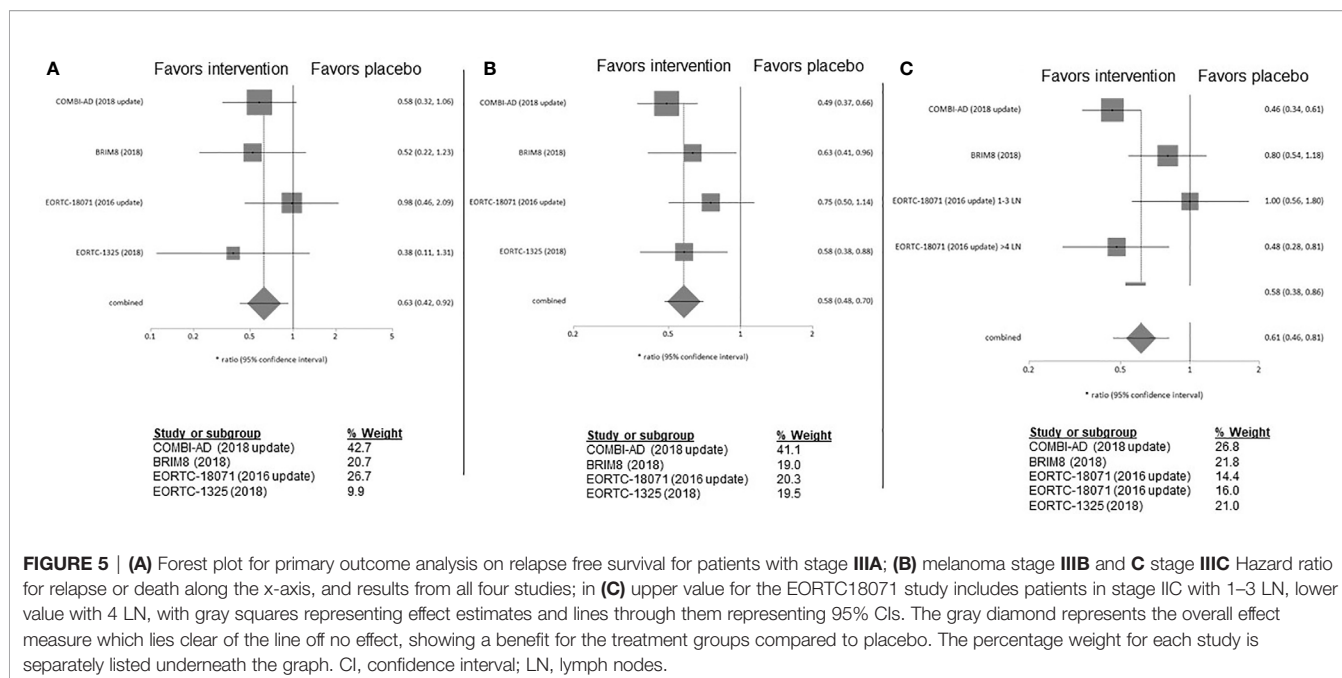 A
Favors intervention Favors placebo
COMBI-AD (2018 update) 0.58 (0.32, 1.06)
BRIM8 (2018) 0.52 (0.22, 1.23)
EORTC-18071 (2016 update) 0.98 (0.46, 2.09)
EORTC-1325 (2018) 0.38 (0.11, 1.31)
combined 0.63 (0.42, 0.92)
0.1 0.2 0.5 1 2 5
* ratio (95% confidence interval)
Study or subgroup % Weight
COMBI-AD (2018 update) 42.7
BRIM8 (2018) 20.7
EORTC-18071 (2016 update) 26.7
EORTC-1325 (2018) 9.9
B
Favors intervention Favors placebo
COMBI-AD (2018 update) 0.49 (0.37, 0.66)
BRIM8 (2018) 0.63 (0.41, 0.96)
EORTC-18071 (2016 update) 0.75 (0.50, 1.14)
EORTC-1325 (2018) 0.58 (0.38, 0.88)
combined 0.58 (0.48, 0.70)
0.2 0.5 1 2
* ratio (95% confidence interval)
Study or subgroup % Weight
COMBI-AD (2018 update) 41.1
BRIM8 (2018) 19.0
EORTC-18071 (2016 update) 20.3
EORTC-1325 (2018) 19.5
C
Favors intervention Favors placebo
COMBI-AD (2018 update) 0.46 (0.34, 0.61)
BRIM8 (2018) 0.80 (0.54, 1.18)
EORTC-18071 (2016 update) 1-3 LN 1.00 (0.56, 1.80)
EORTC-18071 (2016 update) >4 LN 0.48 (0.28, 0.81)
0.58 (0.38, 0.86)
combined 0.61 (0.46, 0.81)
0.2 0.5 1 2
* ratio (95% confidence interval)
Study or subgroup % Weight
COMBI-AD (2018 update) 26.8
BRIM8 (2018) 21.8
EORTC-18071 (2016 update) 14.4
EORTC-18071 (2016 update) 16.0
EORTC-1325 (2018) 21.0
FIGURE 5 | (A) Forest plot for primary outcome analysis on relapse free survival for patients with stage IIIA; (B) melanoma stage IIIB and C stage IIIC Hazard ratio
for relapse or death along the x-axis, and results from all four studies; in (C) upper value for the EORTC18071 study includes patients in stage IIC with 1–3 LN, lower
value with 4 LN, with gray squares representing effect estimates and lines through them representing 95% CIs. The gray diamond represents the overall effect
measure which lies clear of the line off no effect, showing a benefit for the treatment groups compared to placebo. The percentage weight for each study is
separately listed underneath the graph. CI, confidence interval; LN, lymph nodes.